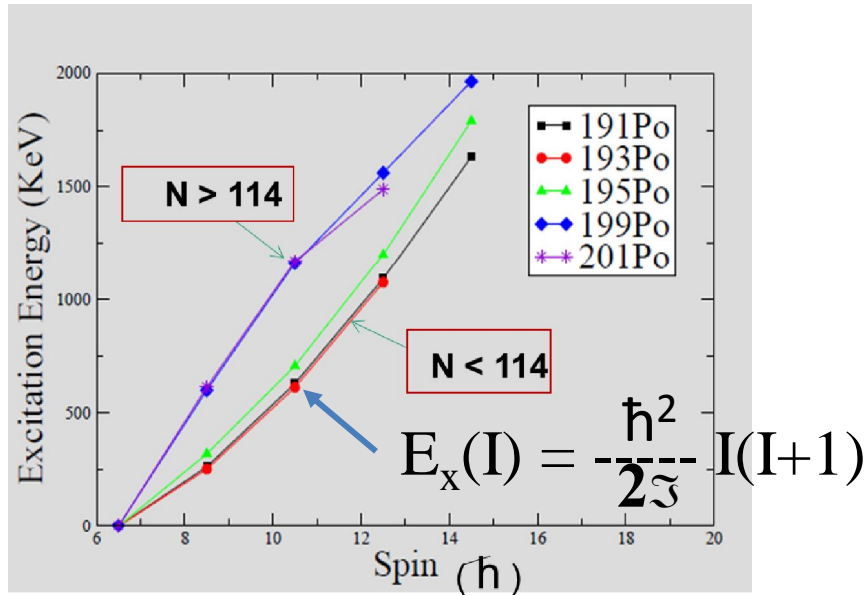 2000
1500
1000
500
0
6
8
10
12
14
16
18
20
Excitation Energy (KeV)
Spin (ħ)
191Po
193Po
195Po
199Po
201Po
N > 114
N < 114
Eₓ(I) = ħ²/2ℑ I(I+1)